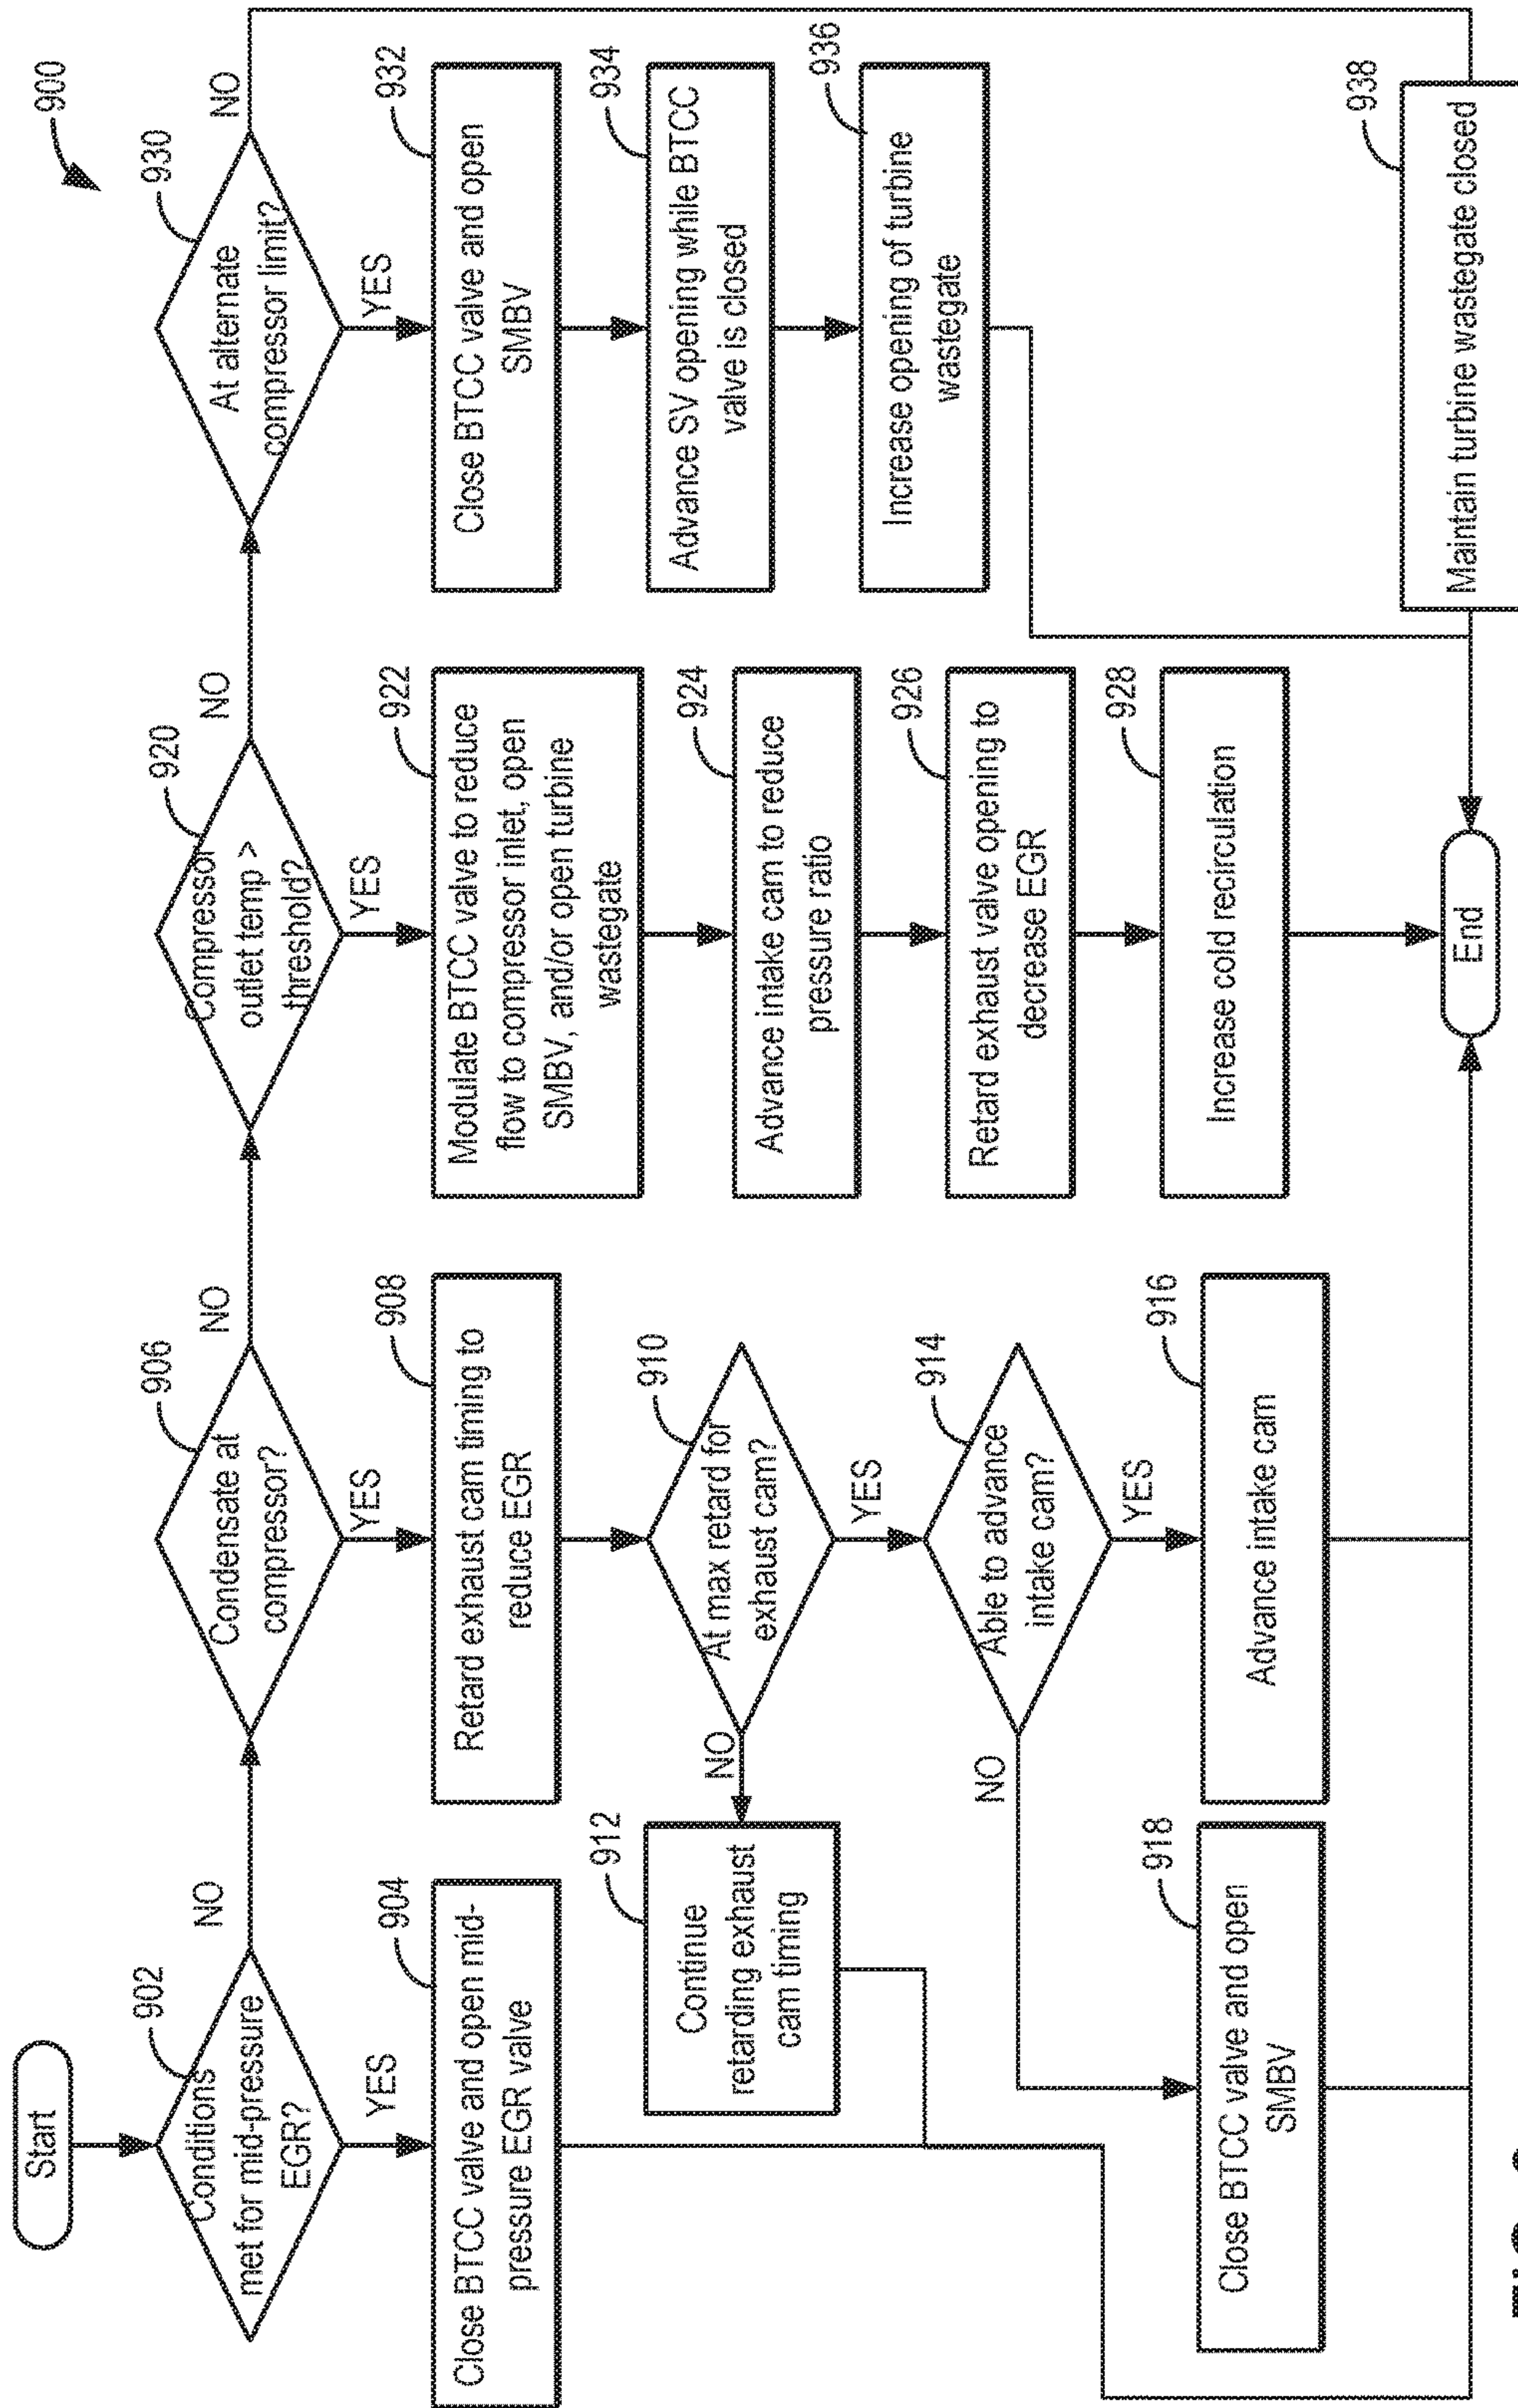 900
Start
902
Conditions
met for mid-pressure
EGR?
NO
YES
904
Close BTCC valve and open mid-
pressure EGR valve
906
Condensate at
compressor?
NO
YES
908
Retard exhaust cam timing to
reduce EGR
910
At max retard for
exhaust cam?
NO
YES
912
Continue
retarding exhaust
cam timing
914
Able to advance
intake cam?
NO
YES
916
Advance intake cam
918
Close BTCC valve and open
SMBV
920
Compressor
outlet temp >
threshold?
NO
YES
922
Modulate BTCC valve to reduce
flow to compressor inlet, open
SMBV, and/or open turbine
wastegate
924
Advance intake cam to reduce
pressure ratio
926
Retard exhaust valve opening to
decrease EGR
928
Increase cold recirculation
930
At alternate
compressor limit?
NO
YES
932
Close BTCC valve and open
SMBV
934
Advance SV opening while BTCC
valve is closed
936
Increase opening of turbine
wastegate
938
Maintain turbine wastegate closed
End